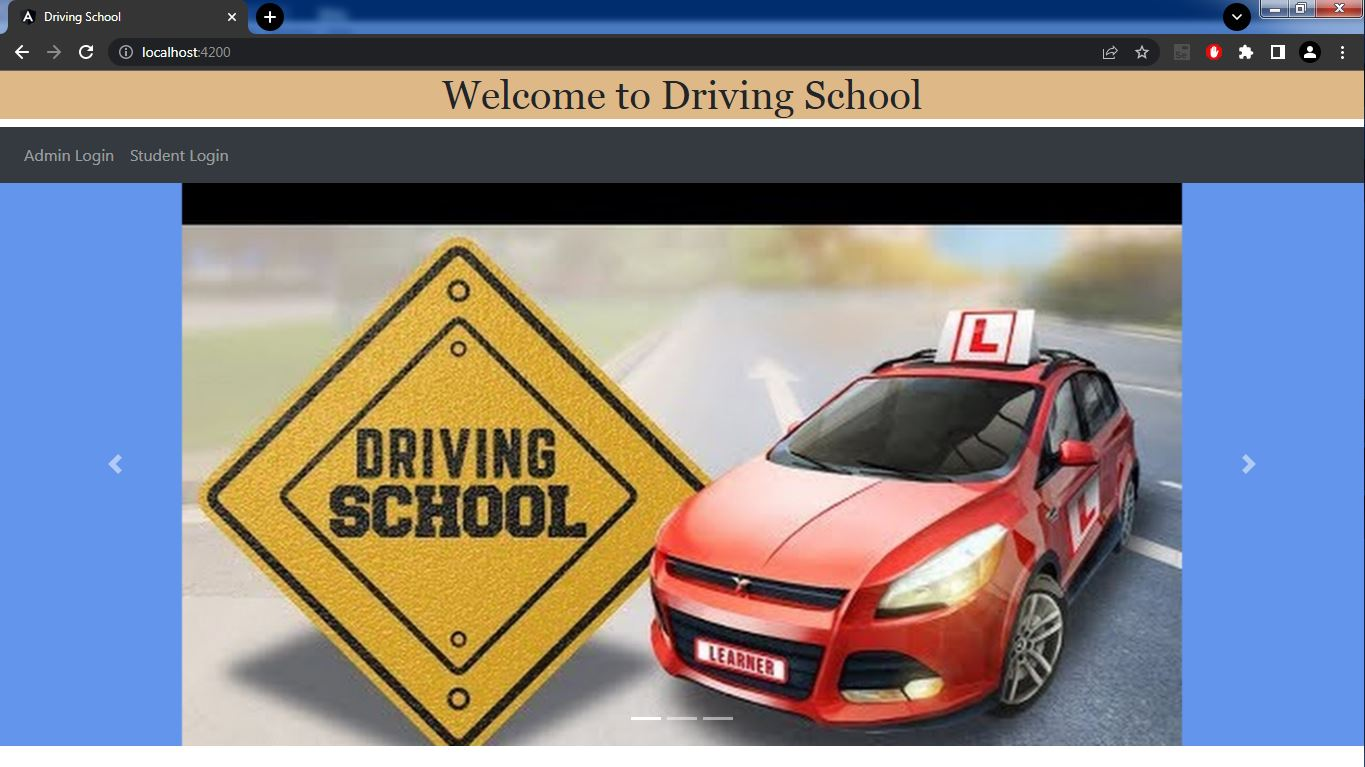 Driving School
localhost:4200
Welcome to Driving School
Admin Login Student Login
L
DRIVING
SCHOOL
L
LEARNER